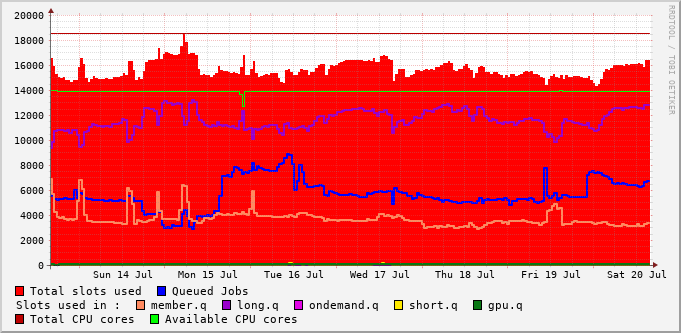 RRDTOOL / TOBI OETIKER
20000
18000
16000
14000
12000
10000
8000
6000
4000
2000
0
Sun 14 Jul Mon 15 Jul Tue 16 Jul Wed 17 Jul Thu 18 Jul Fri 19 Jul Sat 20 Jul
Total slots used Queued Jobs
Slots used in : member.q long.q ondemand.q short.q gpu.q
Total CPU cores Available CPU cores